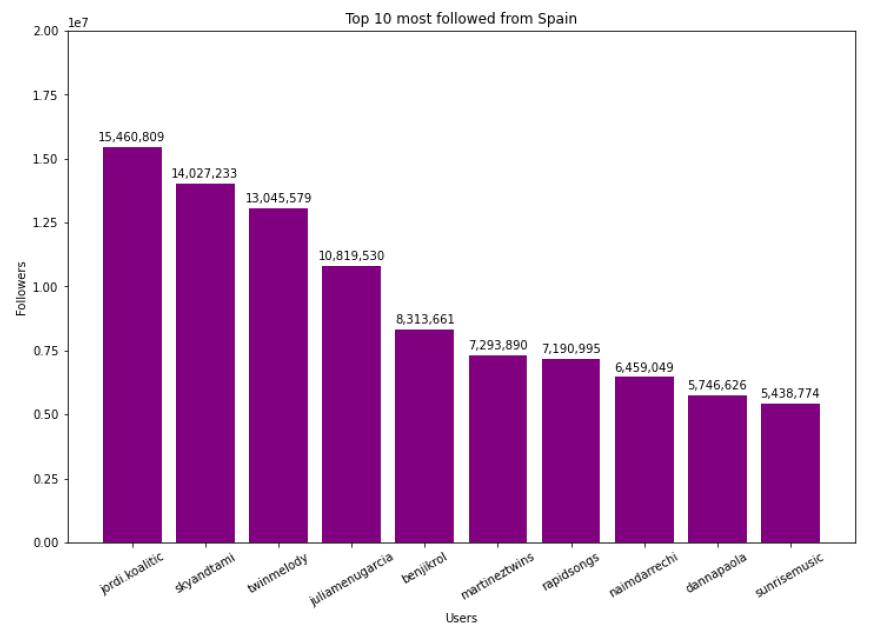 Top 10 most followed from Spain
1e7
2.00
1.75
1.50
1.25
1.00
0.75
0.50
0.25
0.00
Followers
15,460,809
14,027,233
13,045,579
10,819,530
8,313,661
7,293,890
7,190,995
6,459,049
5,746,626
5,438,774
jordi.koalitic
skyandtami
twinmelody
juliamenugarcia
benjikrol
martineztwins
rapidsongs
naimdarrechi
dannapaola
sunrisemusic
Users